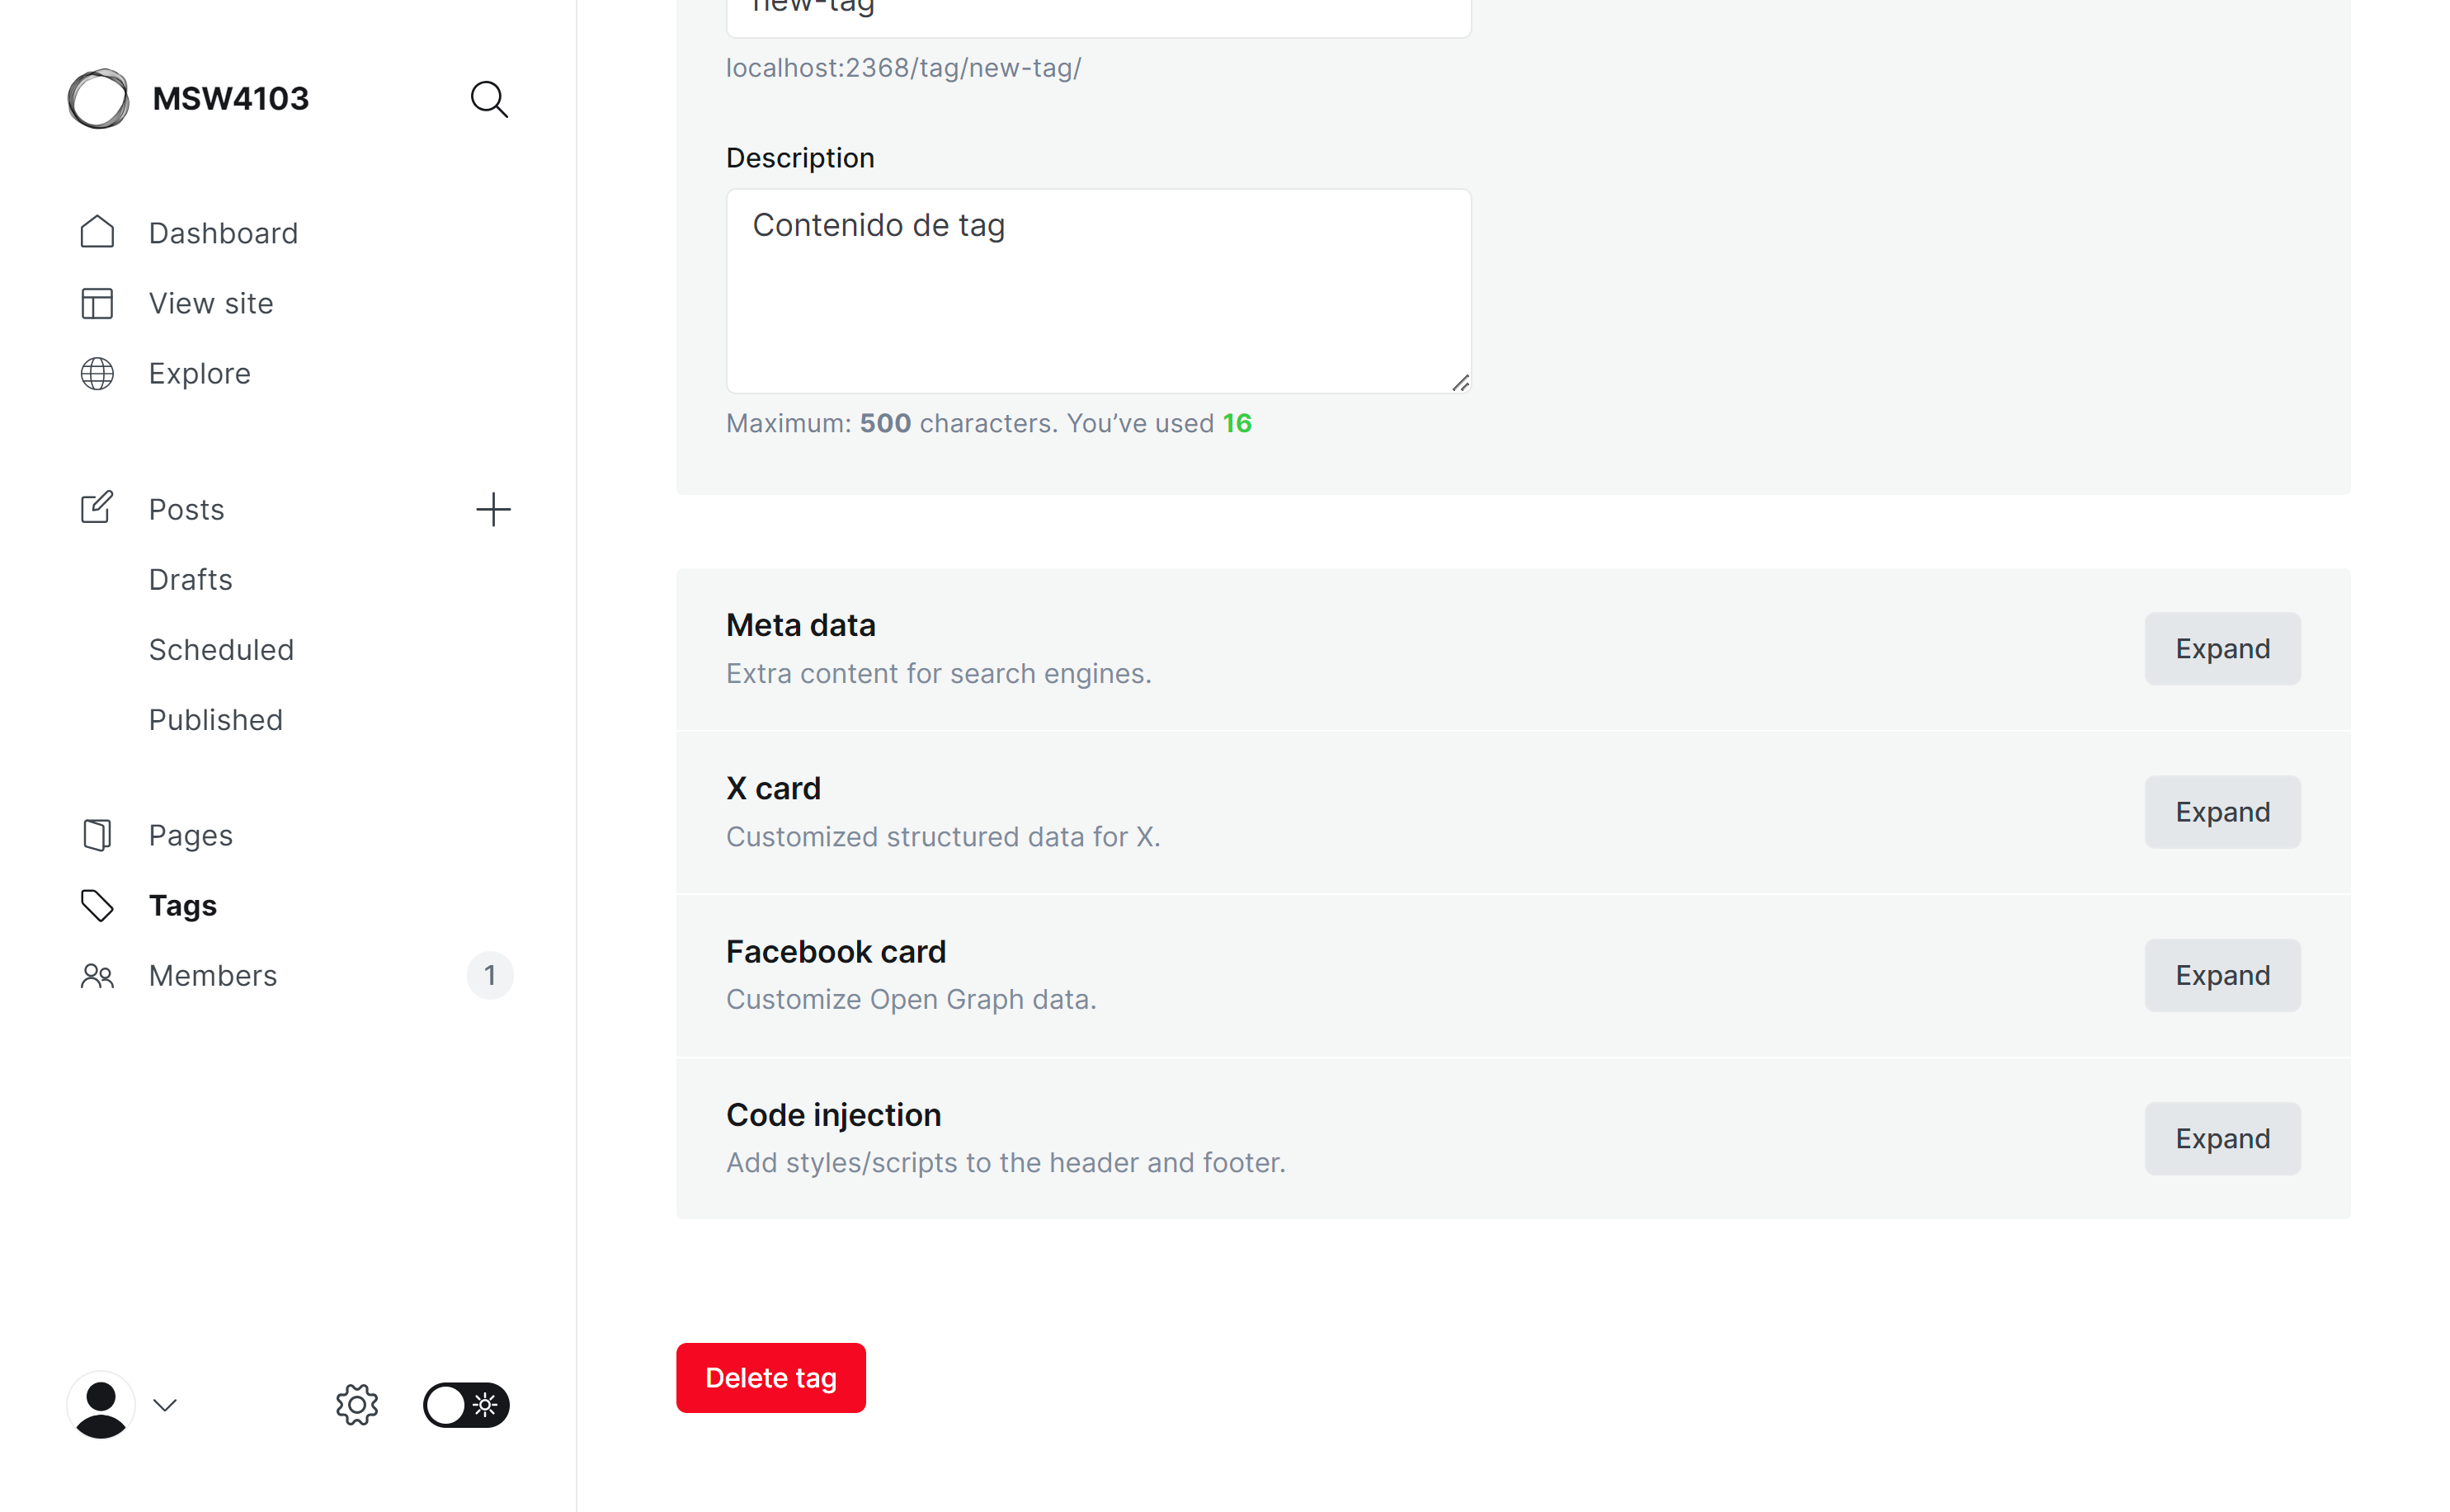 MSW4103
Dashboard
View site
Explore
Posts
Drafts
Scheduled
Published
Pages
Tags
Members 1
new-tag
localhost:2368/tag/new-tag/
Description
Contenido de tag
Maximum: 500 characters. You’ve used 16
Meta data
Extra content for search engines.
Expand
X card
Customized structured data for X.
Expand
Facebook card
Customize Open Graph data.
Expand
Code injection
Add styles/scripts to the header and footer.
Expand
Delete tag